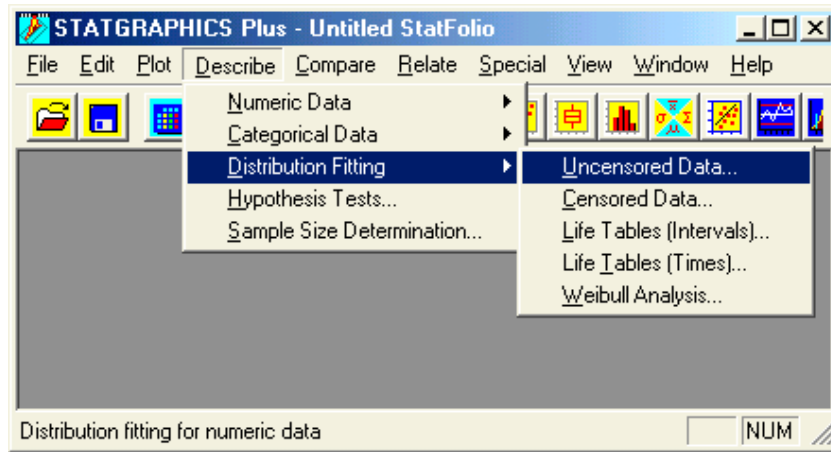 STATGRAPHICS Plus - Untitled StatFolio
File Edit Plot Describe Compare Relate Special View Window Help
Numeric Data
Categorical Data
Distribution Fitting
Hypothesis Tests...
Sample Size Determination...
Uncensored Data...
Censored Data...
Life Tables (Intervals)...
Life Tables (Times)...
Weibull Analysis...
Distribution fitting for numeric data
NUM